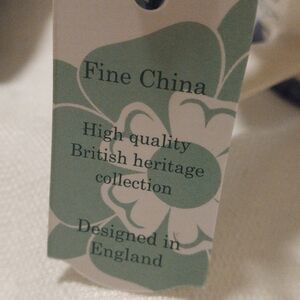 Fine China
High quality
British heritage
collection
Designed in
England